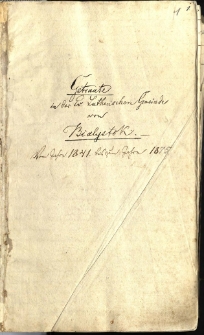 Getraute
in der ev. Lutherischen Gemeinde
von
Bialystok.
Vom Jahre 1841 bis zum Jahre